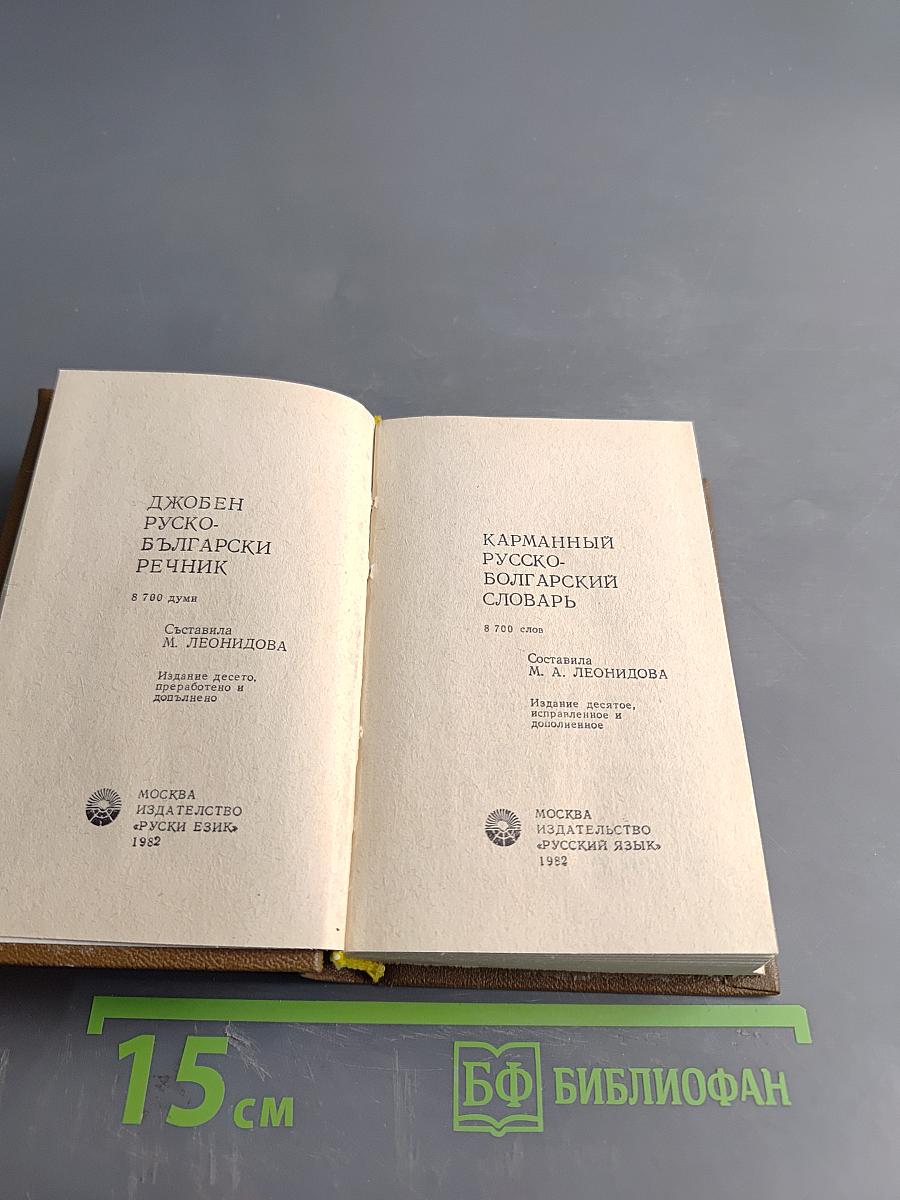 ДЖОБЕН
РУСКО-
БЪЛГАРСКИ
РЕЧНИК
8 700 думи
Съставила
М. ЛЕОНИДОВА
Издание десето,
преработено и
допълнено
МОСКВА
ИЗДАТЕЛСТВО
«РУСКИ ЕЗИК»
1982
КАРМАННЫЙ
РУССКО-
БОЛГАРСКИЙ
СЛОВАРЬ
8 700 слов
Составила
М. А. ЛЕОНИДОВА
Издание десятое,
исправленное и
дополненное
МОСКВА
ИЗДАТЕЛЬСТВО
«РУССКИЙ ЯЗЫК»
1982
15 см
БФ БИБЛИОФАН